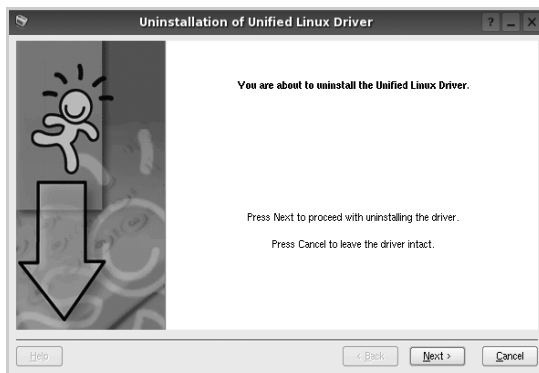 Uninstallation of Unified Linux Driver
You are about to uninstall the Unified Linux Driver.
Press Next to proceed with uninstalling the driver.
Press Cancel to leave the driver intact.
Help
< Back
Next >
Cancel